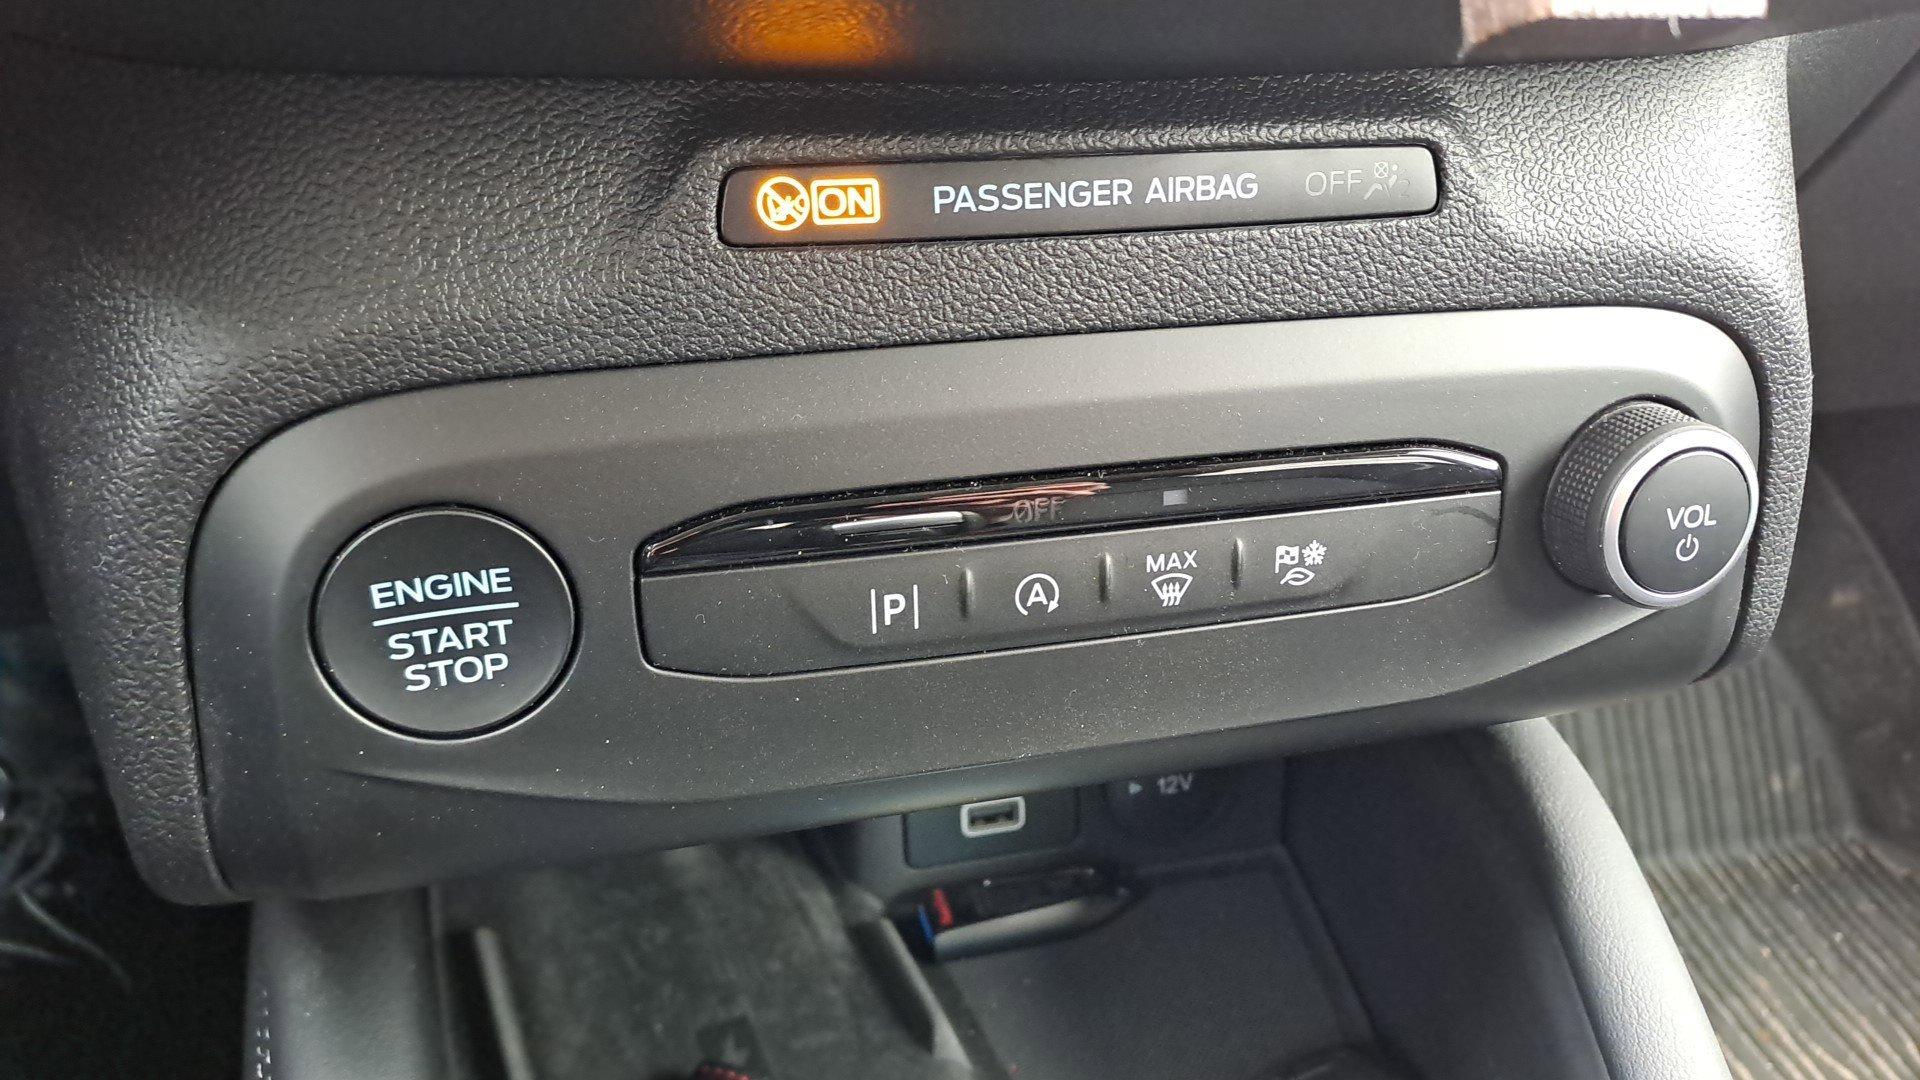 ON PASSENGER AIRBAG OFF
OFF
ENGINE
START
STOP
P
A
MAX
VOL
12V